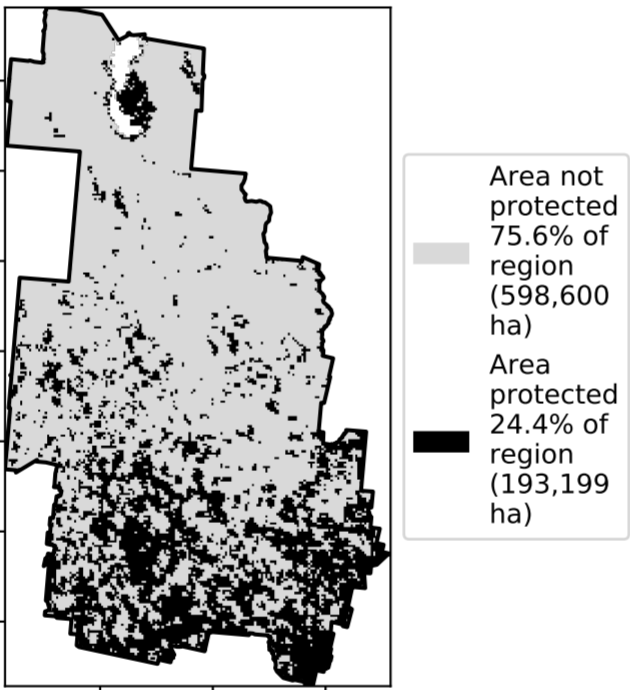 Area not
protected
75.6% of
region
(598,600
ha)
Area
protected
24.4% of
region
(193,199
ha)